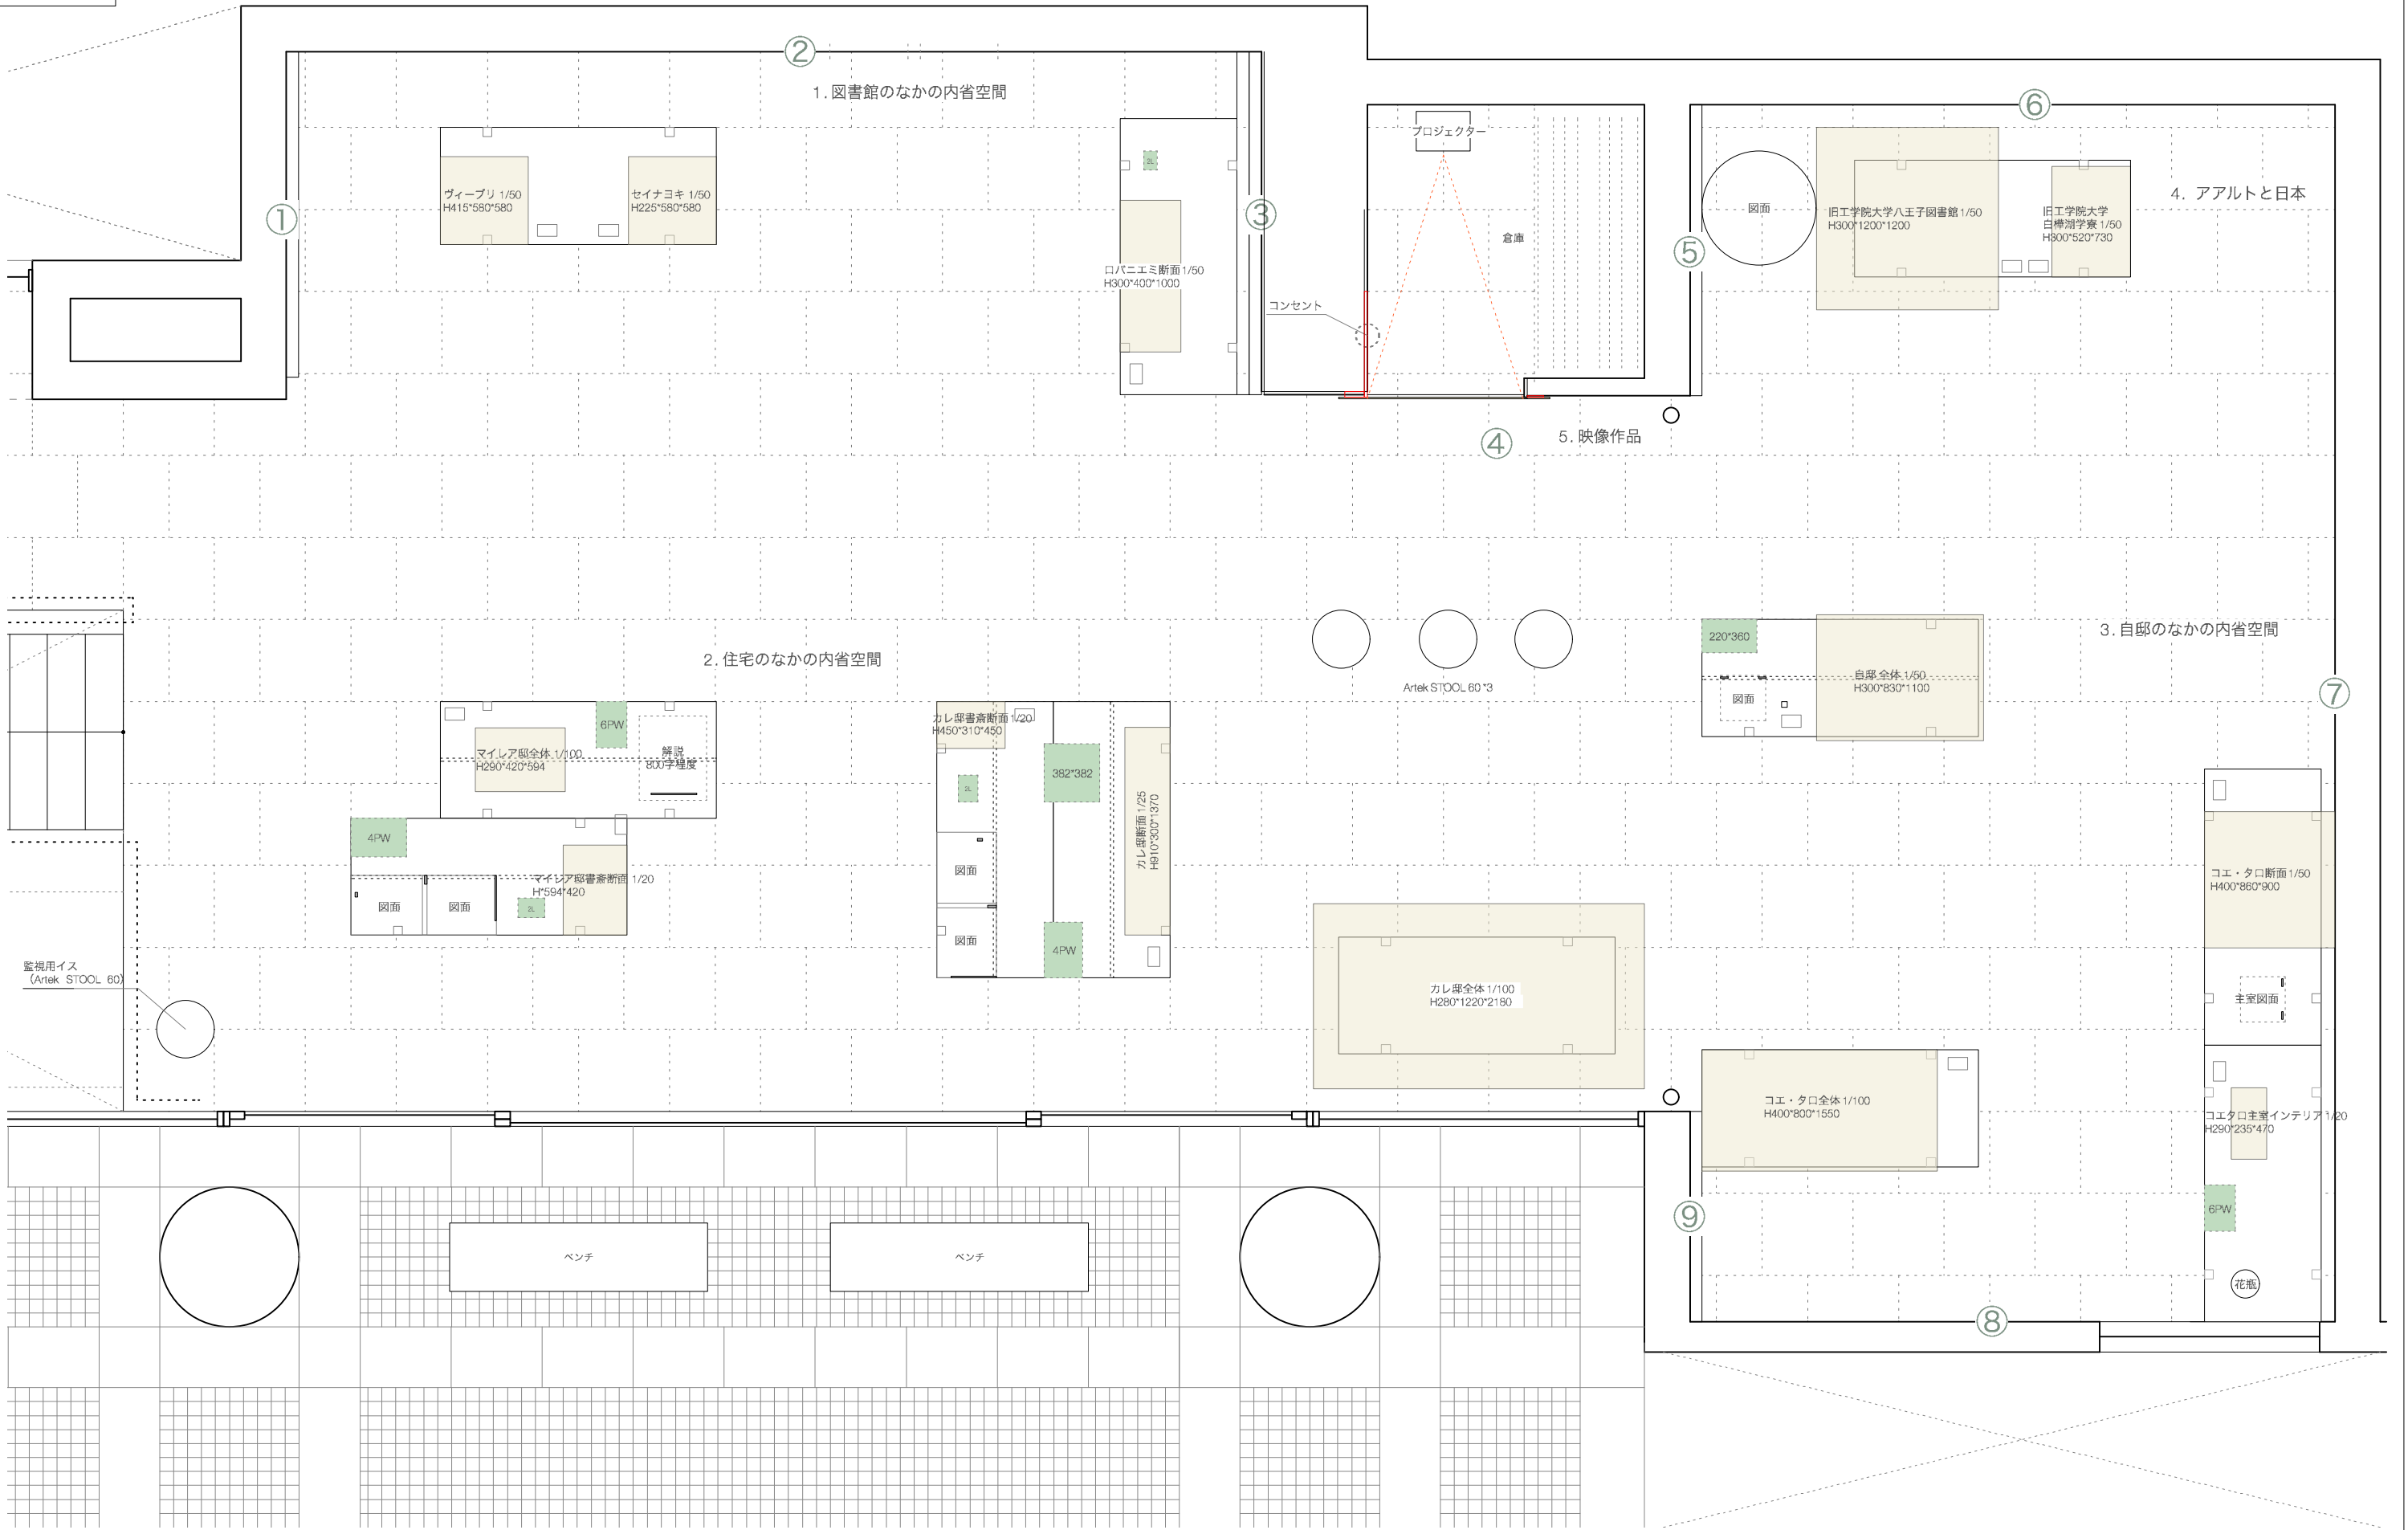 ②
1. 図書館のなかの内省空間
ヴィープリ 1/50
H415*580*580
セイナヨキ 1/50
H225*580*580
①
2L
ロバニエミ断面 1/50
H300*400*1000
③
プロジェクター
倉庫
コンセント
④
5. 映像作品
⑤
⑥
図面
旧工学院大学八王子図書館 1/50
H300*1200*1200
旧工学院大学
白樺湖学寮 1/50
H300*520*730
4. アアルトと日本
2. 住宅のなかの内省空間
マイレア邸全体 1/100
H290*420*594
6PW
解説
800字程度
4PW
図面
図面
マイレア邸書斎断面 1/20
H*594*420
2L
カレ邸書斎断面 1/20
H450*310*450
2L
382*382
図面
図面
4PW
カレ邸断面 1/25
H910*300*1370
Artek STOOL 60 *3
カレ邸全体 1/100
H280*1220*2180
220*360
図面
自邸 全体 1/50
H300*830*1100
3. 自邸のなかの内省空間
⑦
コエ・タロ断面 1/50
H400*860*900
主室図面
コエ・タロ全体 1/100
H400*800*1550
コエタロ主室インテリア 1/20
H290*235*470
6PW
花瓶
⑨
⑧
監視用イス
（Artek STOOL 60）
ベンチ
ベンチ